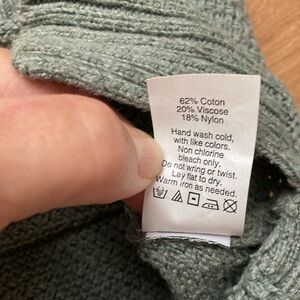 62% Coton
20% Viscose
18% Nylon
Hand wash cold,
with like colors.
Non chlorine
bleach only.
Do not wring or twist.
Lay flat to dry.
Warm iron as needed.